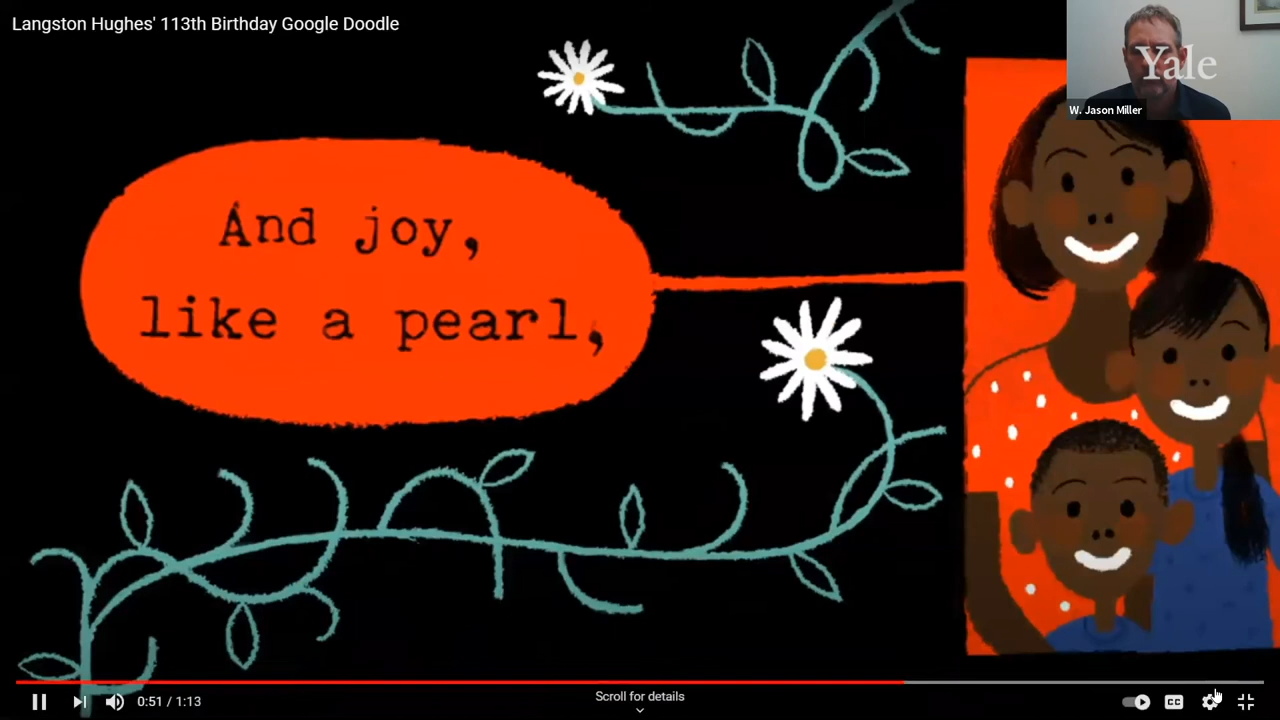 Langston Hughes' 113th Birthday Google Doodle
Yale
W. Jason Miller
And joy,
like a pearl,
0:51 / 1:13
Scroll for details
CC